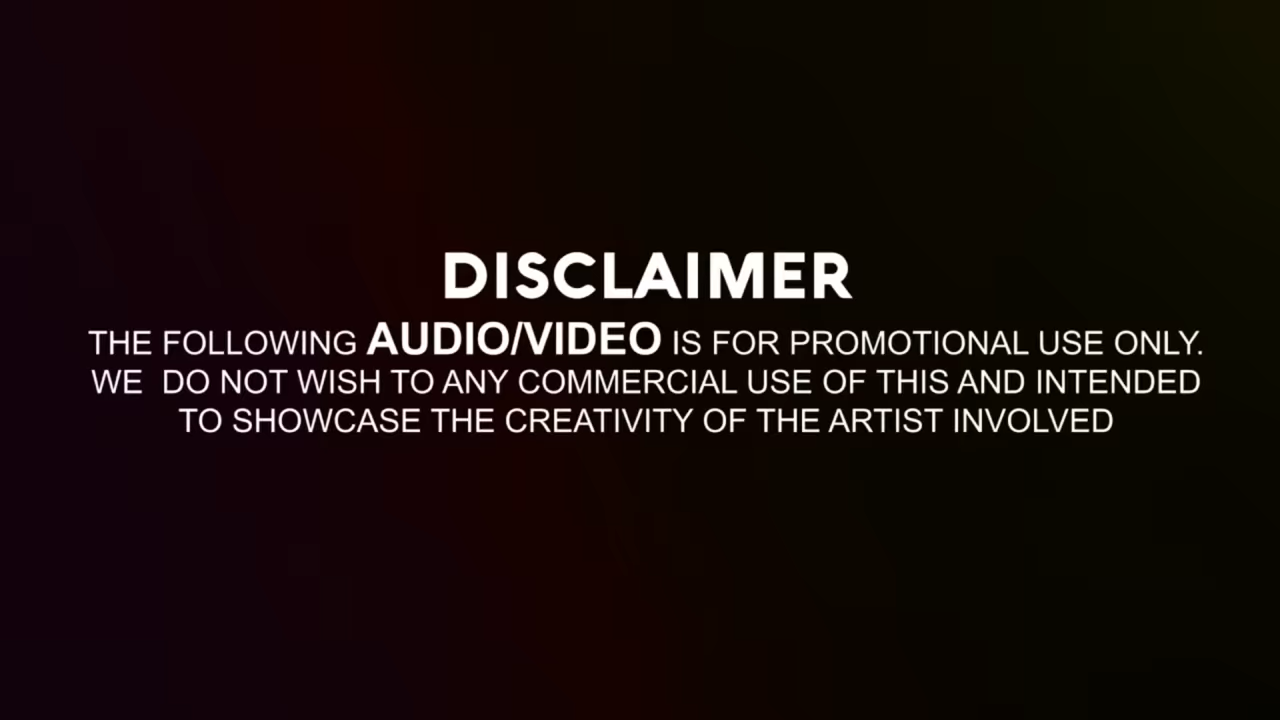 DISCLAIMER
THE FOLLOWING AUDIO/VIDEO IS FOR PROMOTIONAL USE ONLY.
WE  DO NOT WISH TO ANY COMMERCIAL USE OF THIS AND INTENDED
TO SHOWCASE THE CREATIVITY OF THE ARTIST INVOLVED